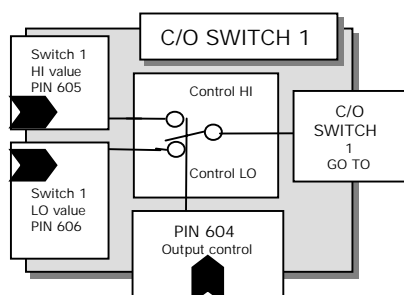 C/O SWITCH 1
Switch 1
HI value
PIN 605
Control HI
C/O
SWITCH
1
GO TO
Control LO
Switch 1
LO value
PIN 606
PIN 604
Output control